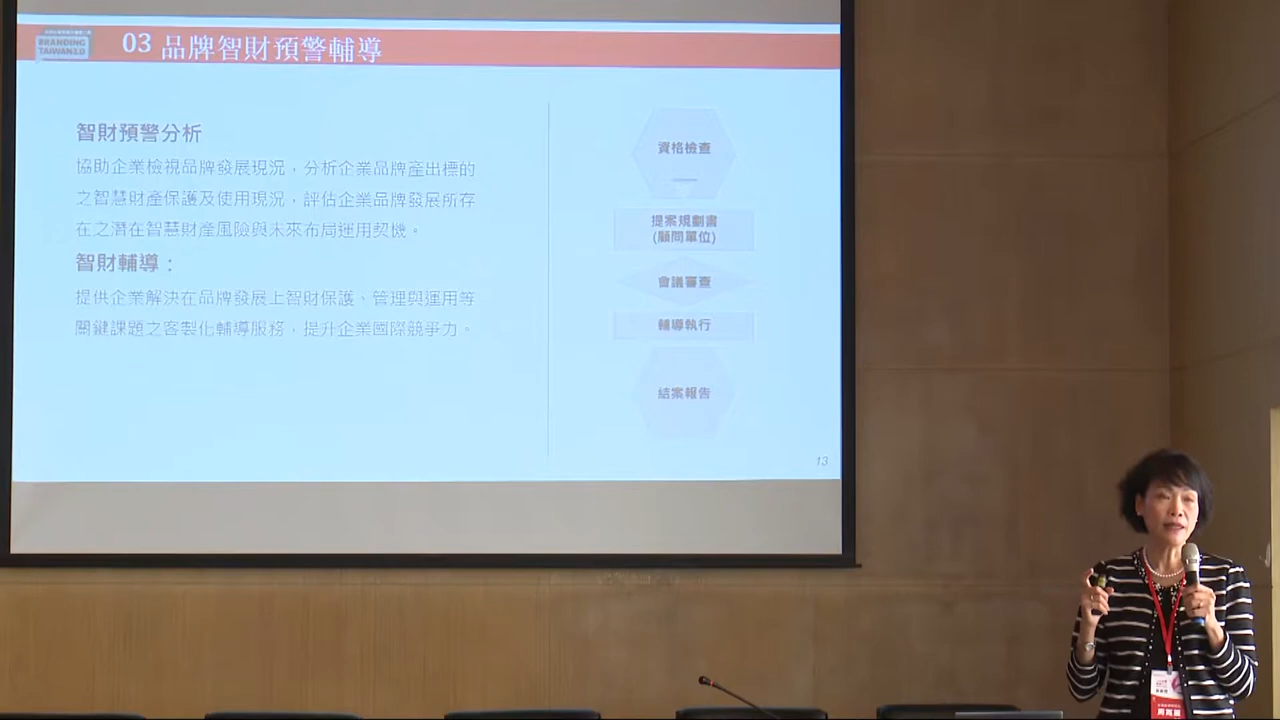 BRANDING
TAIWAN3.0
03 品牌智財預警輔導
智財預警分析
協助企業檢視品牌發展現況，分析企業品牌產出標的
之智慧財產保護及使用現況，評估企業品牌發展所存
在之潛在智慧財產風險與未來布局運用契機。
智財輔導：
提供企業解決在品牌發展上智財保護、管理與運用等
關鍵課題之客製化輔導服務，提升企業國際競爭力。
資格檢查
提案規劃書
(顧問單位)
會議審查
輔導執行
結案報告
13